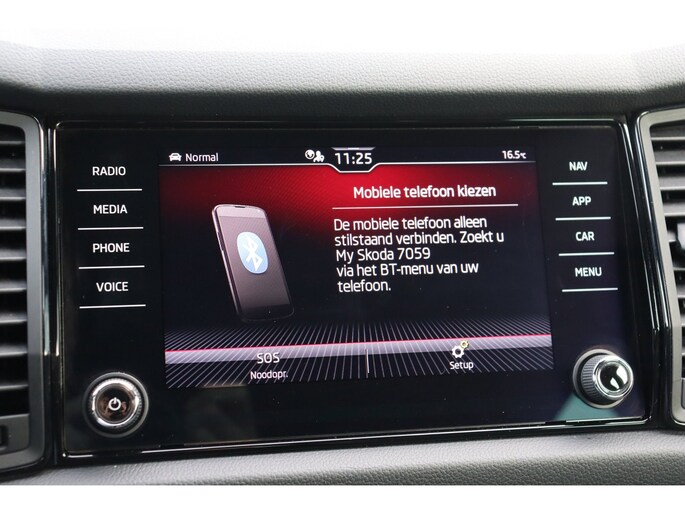 Normal
11:25
16.5°C
RADIO
MEDIA
PHONE
VOICE
Mobiele telefoon kiezen
De mobiele telefoon alleen
stilstaand verbinden. Zoekt u
My Skoda 7059
via het BT-menu van uw
telefoon.
SOS
Noodopr.
Setup
NAV
APP
CAR
MENU